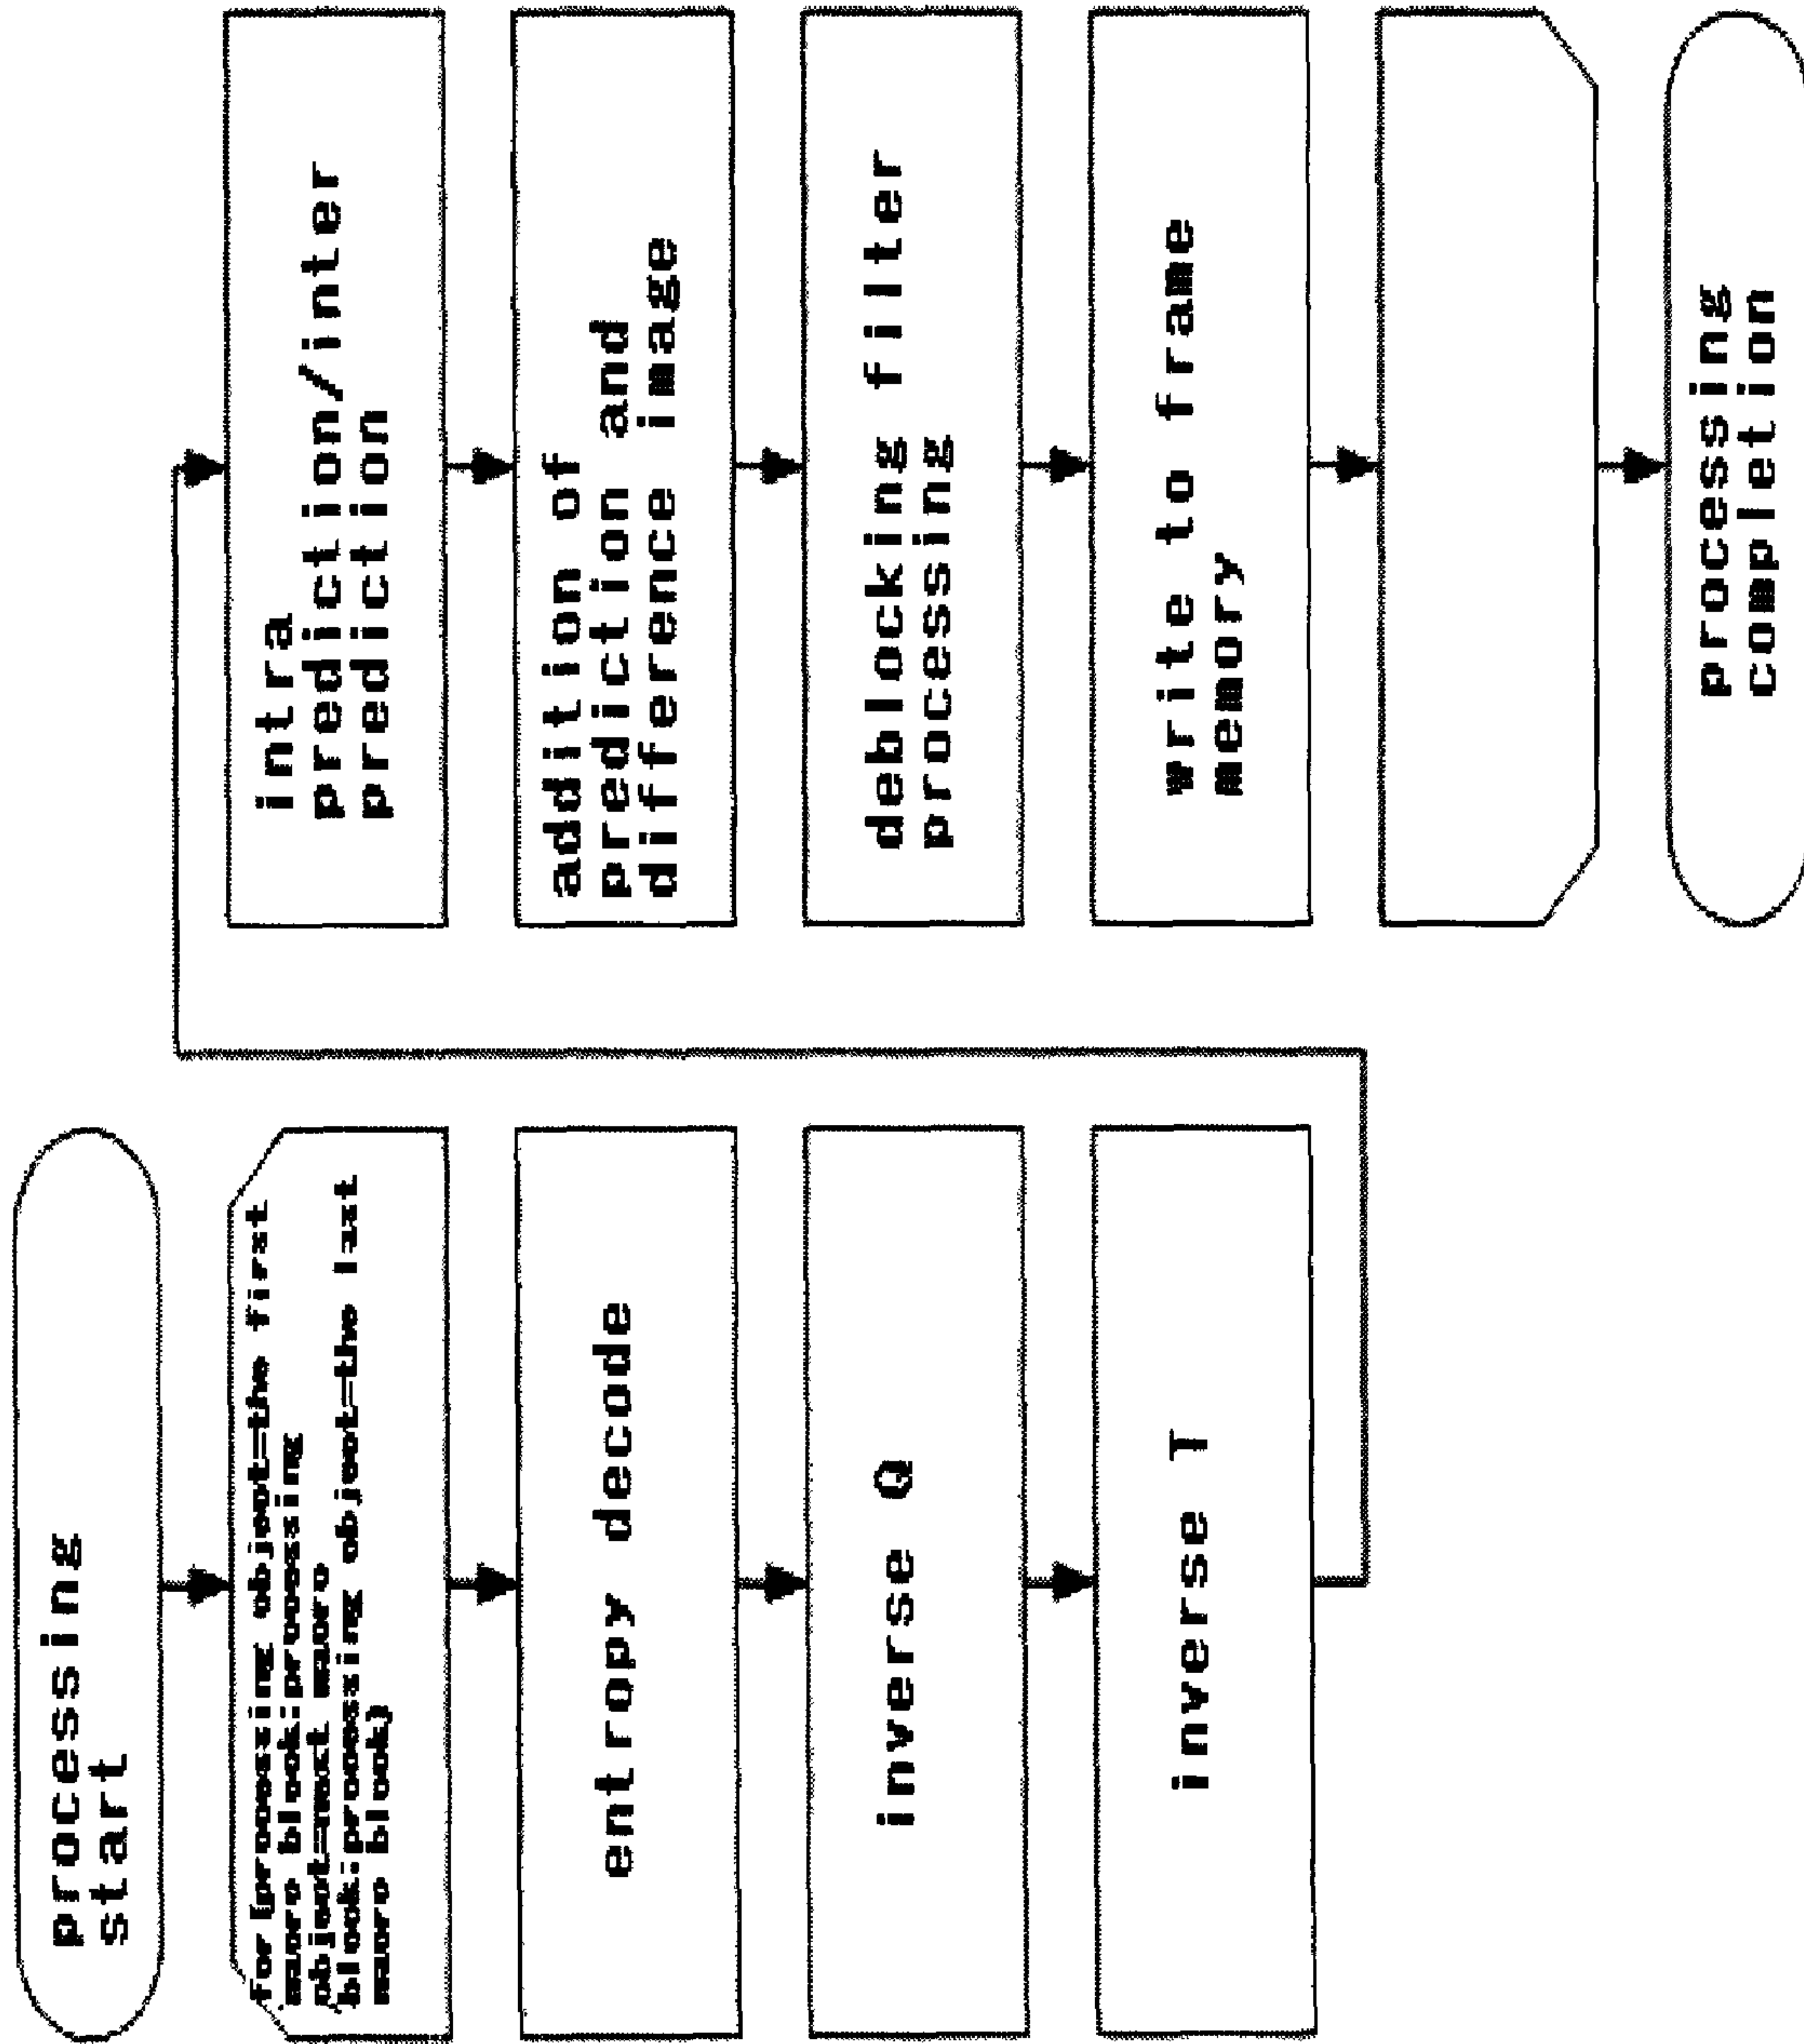 processing
start
for(processing object=the first
macro block;processing
object=next macro
block;processing object=the last
macro block)
entropy decode
inverse Q
inverse T
intra
prediction/inter
prediction
addition of
prediction and
difference image
deblocking filter
processing
write to frame
memory
processing
completion